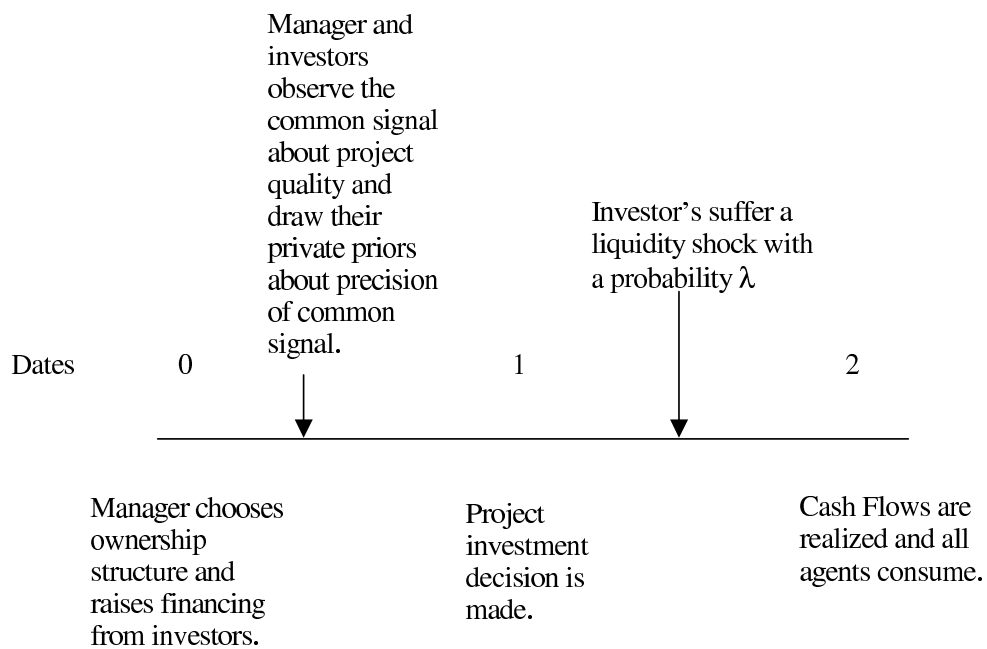 Manager and
investors
observe the
common signal
about project
quality and
draw their
private priors
about precision
of common
signal.
Investor's suffer a
liquidity shock with
a probability λ
Dates 0 1 2
Manager chooses
ownership
structure and
raises financing
from investors.
Project
investment
decision is
made.
Cash Flows are
realized and all
agents consume.